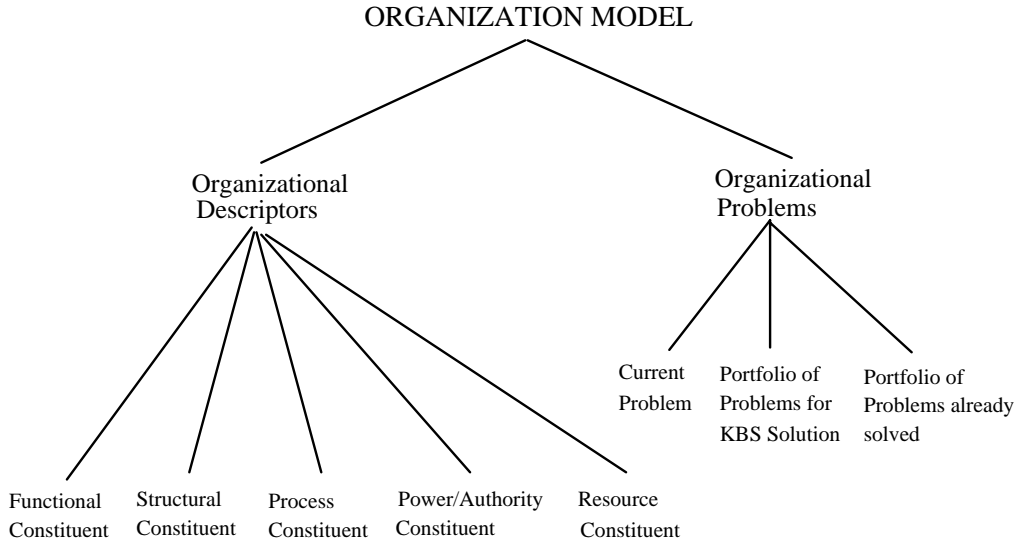 ORGANIZATION MODEL
Organizational
Descriptors
Organizational
Problems
Current
Problem
Portfolio of
Problems for
KBS Solution
Portfolio of
Problems already
solved
Functional
Constituent
Structural
Constituent
Process
Constituent
Power/Authority
Constituent
Resource
Constituent